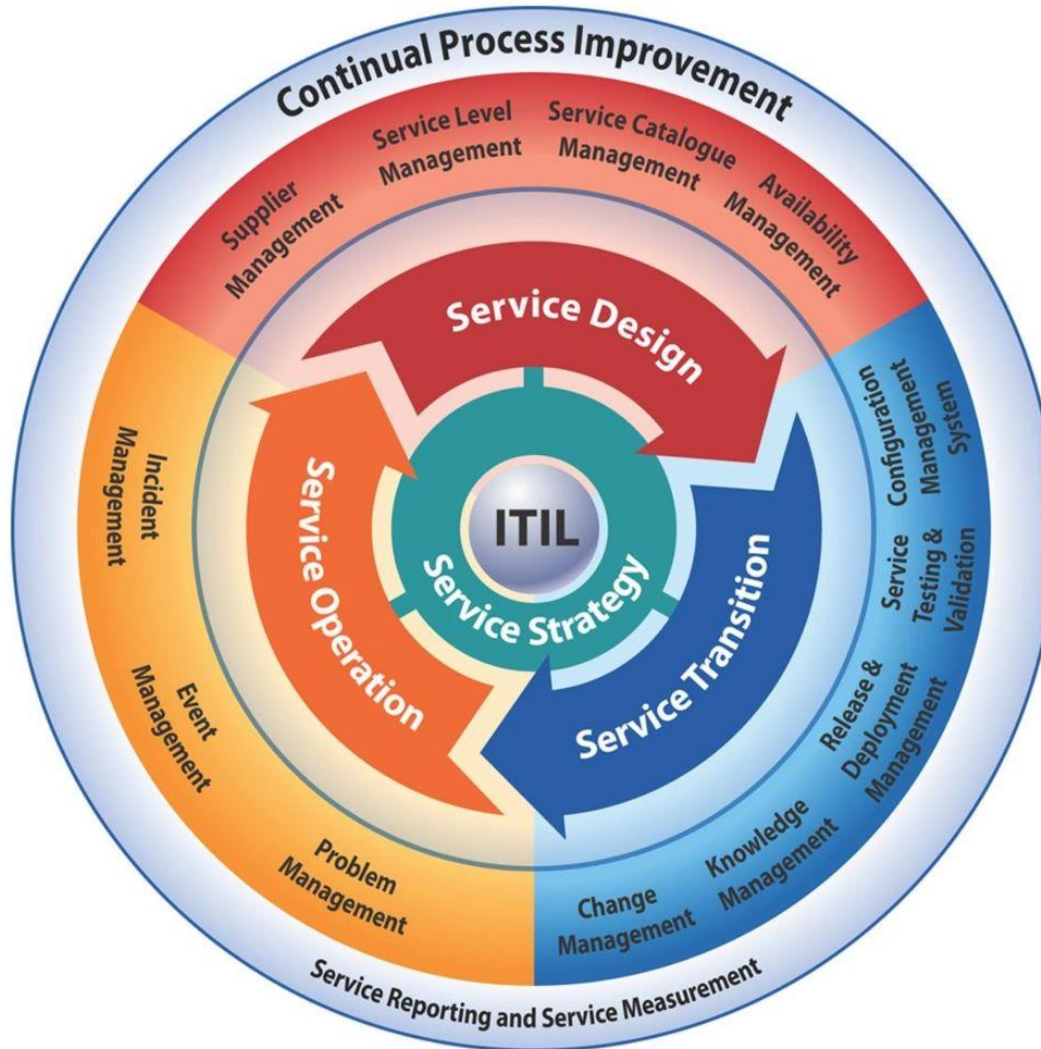 Continual Process Improvement
Supplier
Management
Service Level
Management
Service Catalogue
Management
Availability
Management
Service Design
Configuration
Management
System
Service
Testing &
Validation
Release &
Deployment
Management
Knowledge
Management
Change
Management
Service Transition
Incident
Management
Event
Management
Problem
Management
Service Operation
ITIL
Service Strategy
Service Reporting and Service Measurement